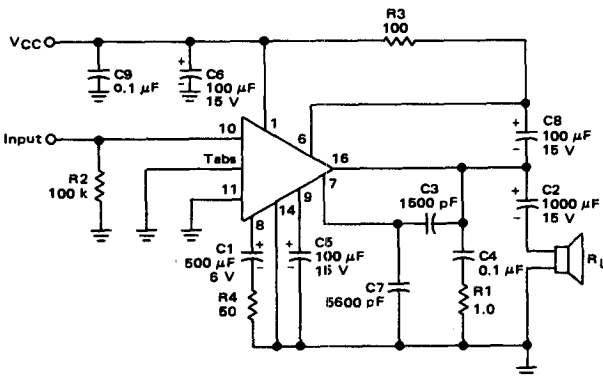 R3
100
VCC
C9
0.1 µF
+
C6
100 µF
-
15 V
1
+
C8
100 µF
-
15 V
Input
10
6
16
Tabs
7
R2
100 k
11
14
9
8
C3
1500 pF
+
C2
1000 µF
-
15 V
C1
+
500 µF
-
6 V
+
C5
100 µF
-
15 V
C4
0.1 µF
RL
R4
50
C7
5600 pF
R1
1.0